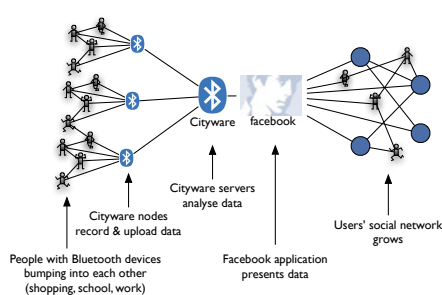 Cityware
facebook
Cityware servers
analyse data
Cityware nodes
record & upload data
Users' social network
grows
People with Bluetooth devices
bumping into each other
(shopping, school, work)
Facebook application
presents data